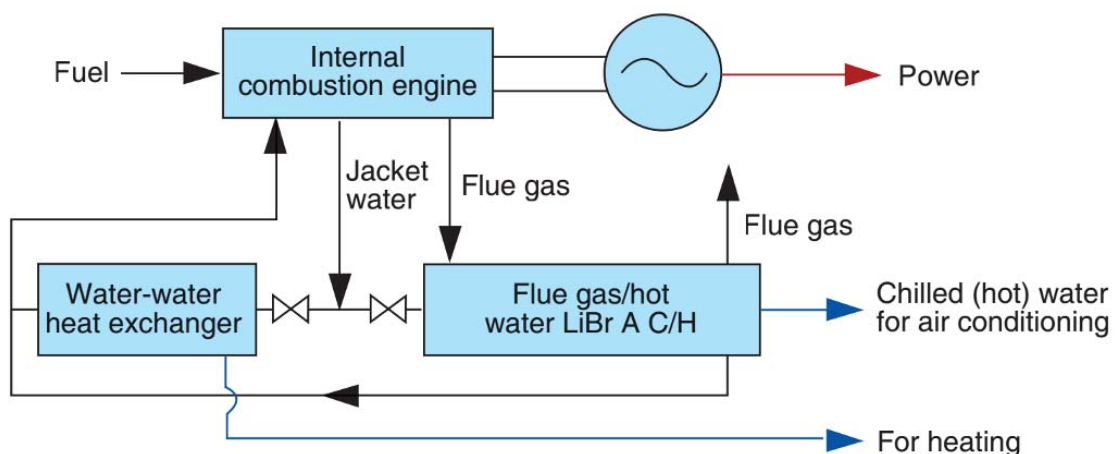 Fuel
Internal
combustion engine
Power
Jacket
water
Flue gas
Flue gas
Water-water
heat exchanger
Flue gas/hot
water LiBr A C/H
Chilled (hot) water
for air conditioning
For heating